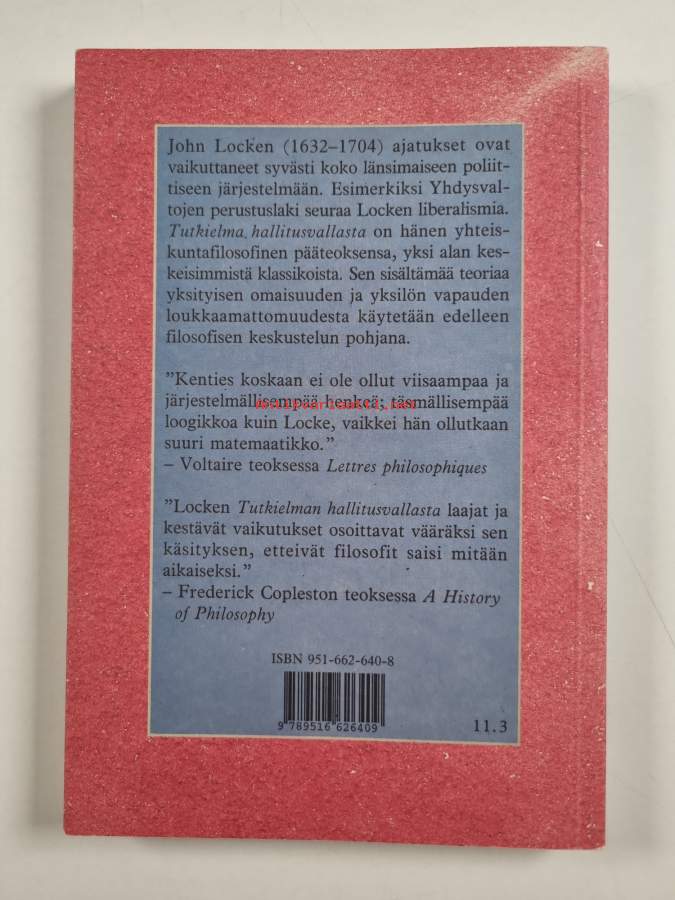 John Locken (1632–1704) ajatukset ovat
vaikuttaneet syvästi koko länsimaiseen poliit-
tiseen järjestelmään. Esimerkiksi Yhdysval-
tojen perustuslaki seuraa Locken liberalismia.
Tutkielma hallitusvallasta on hänen yhteis-
kuntafilosofinen pääteoksensa, yksi alan kes-
keisimmistä klassikoista. Sen sisältämää teoriaa
yksityisen omaisuuden ja yksilön vapauden
loukkaamattomuudesta käytetään edelleen
filosofisen keskustelun pohjana.
”Kenties koskaan ei ole ollut viisaampaa ja
järjestelmällisempää henkeä; täsmällisempää
loogikkoa kuin Locke, vaikkei hän ollutkaan
suuri matemaatikko.”
– Voltaire teoksessa Lettres philosophiques
”Locken Tutkielman hallitusvallasta laajat ja
kestävät vaikutukset osoittavat vääräksi sen
käsityksen, etteivät filosofit saisi mitään
aikaiseksi.”
– Frederick Copleston teoksessa A History
of Philosophy
ISBN 951-662-640-8
9 789516 626409
11.3